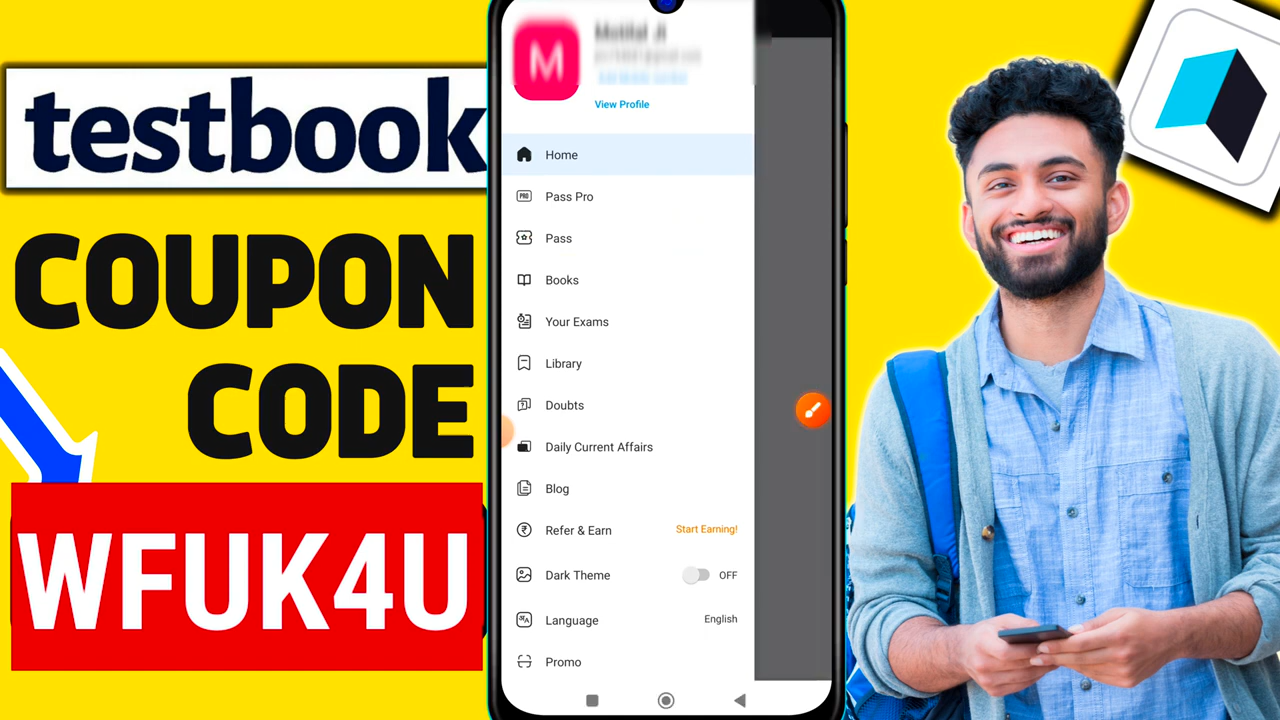 testbook
COUPON
CODE
WFUK4U
M
View Profile
Home
PRO
Pass Pro
Pass
Books
Your Exams
Library
Doubts
Daily Current Affairs
Blog
Refer & Earn
Start Earning!
Dark Theme
OFF
Language
English
Promo